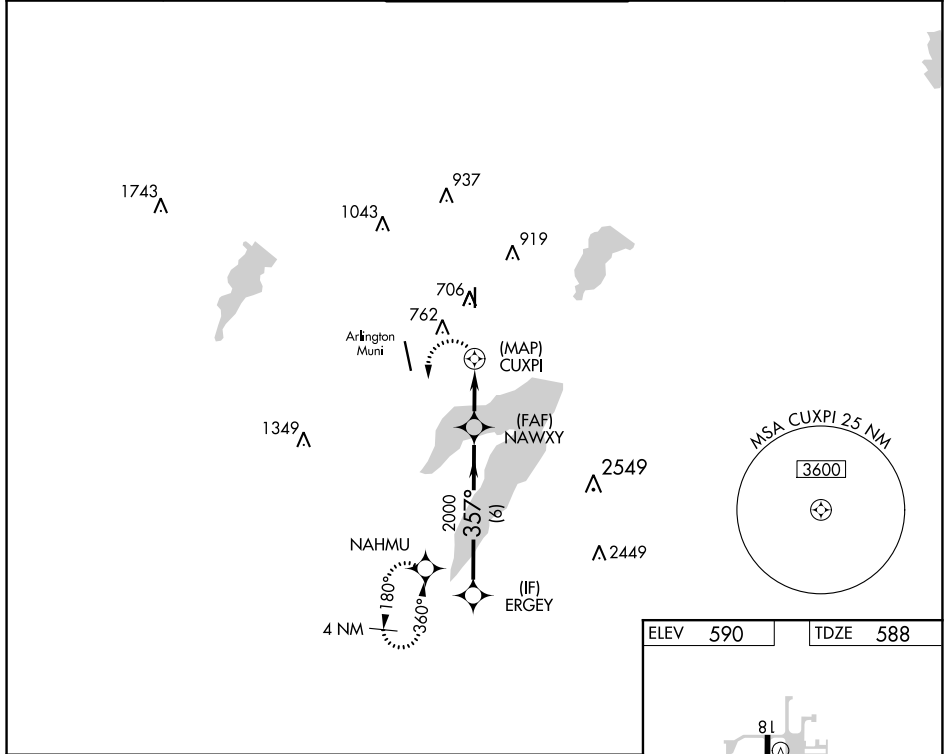 1743
937
1043
919
706
762
Arlington
Muni
(MAP)
CUXPI
(FAF)
NAWXY
1349
2549
2000
357°
(6)
MSA CUXPI 25 NM
3600
NAHMU
2449
180°
360°
4 NM
(IF)
ERGEY
ELEV 590
TDZE 588
18
A